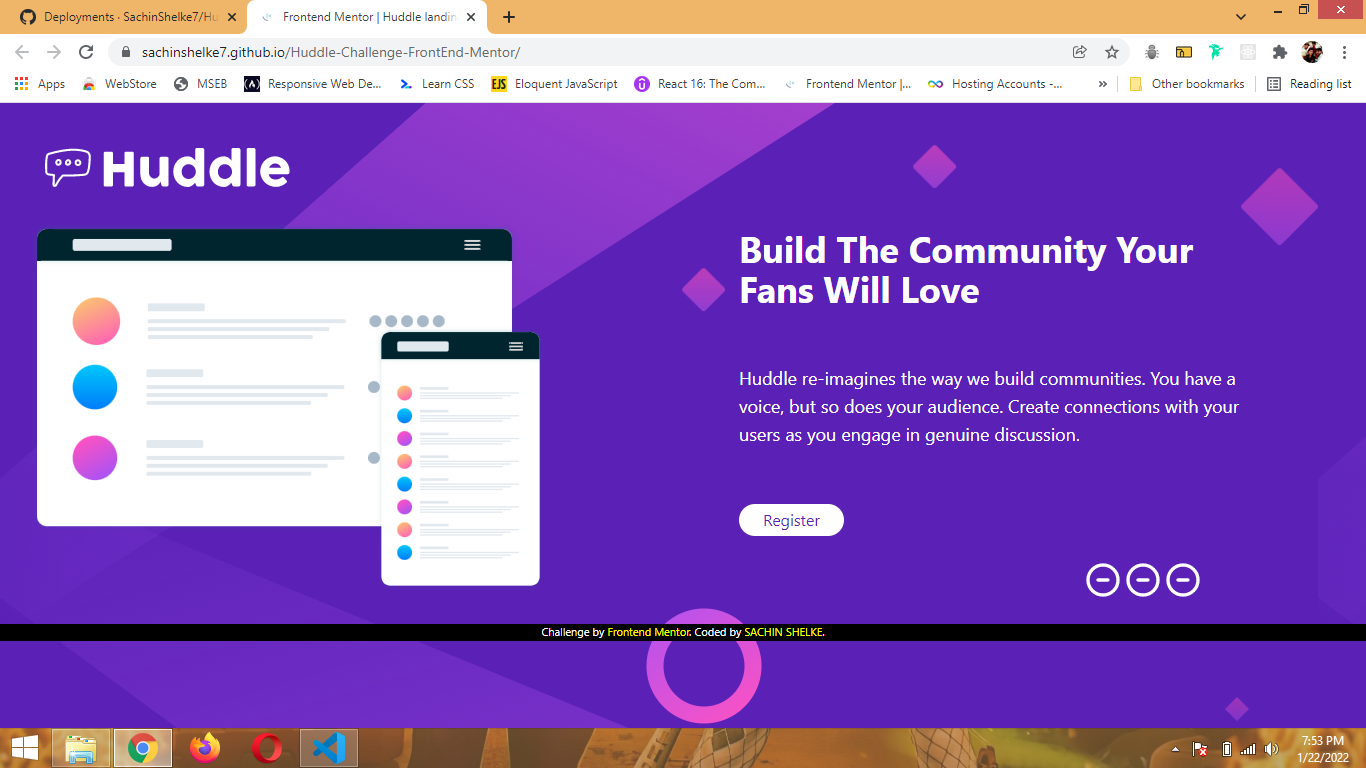 Deployments · SachinShelke7/Hu
Frontend Mentor | Huddle landin
sachinshelke7.github.io/Huddle-Challenge-FrontEnd-Mentor/
Apps
WebStore
MSEB
Responsive Web De...
Learn CSS
EJS
Eloquent JavaScript
React 16: The Com...
Frontend Mentor |...
Hosting Accounts -...
»
Other bookmarks
Reading list
Huddle
Build The Community Your
Fans Will Love
Huddle re-imagines the way we build communities. You have a
voice, but so does your audience. Create connections with your
users as you engage in genuine discussion.
Register
Challenge by Frontend Mentor. Coded by SACHIN SHELKE.
7:53 PM
1/22/2022